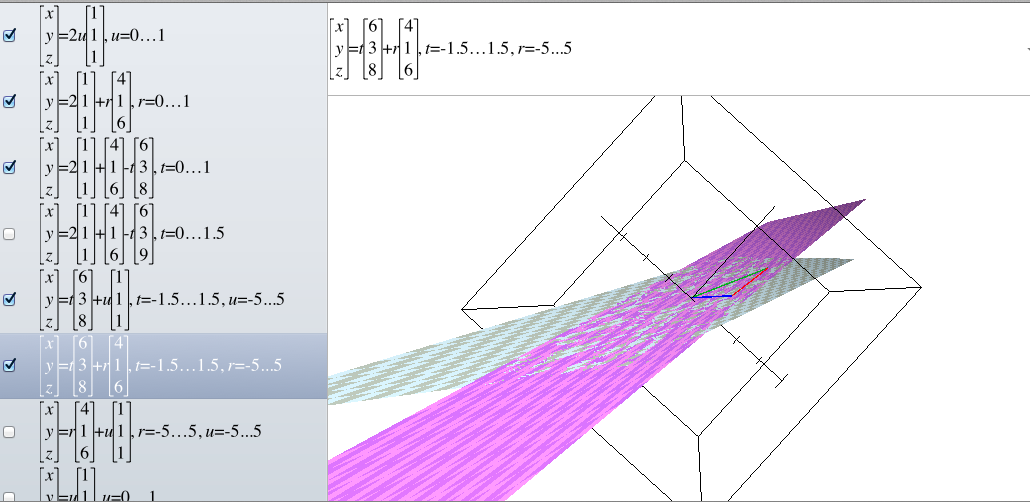 [x y z]=2u[1 1 1], u=0…1
[x y z]=2[1 1 1]+r[4 1 6], r=0…1
[x y z]=2[1 1 1]+[4 1 6]-t[6 3 8], t=0…1
[x y z]=2[1 1 1]+[4 1 6]-t[6 3 9], t=0…1.5
[x y z]=t[6 3 8]+u[1 1 1], t=-1.5…1.5, u=-5...5
[x y z]=t[6 3 8]+r[4 1 6], t=-1.5…1.5, r=-5...5
[x y z]=r[4 1 6]+u[1 1 1], r=-5…5, u=-5...5
[x y =u[1 1 , u=0…1
[x y z]=t[6 3 8]+r[4 1 6], t=-1.5…1.5, r=-5...5